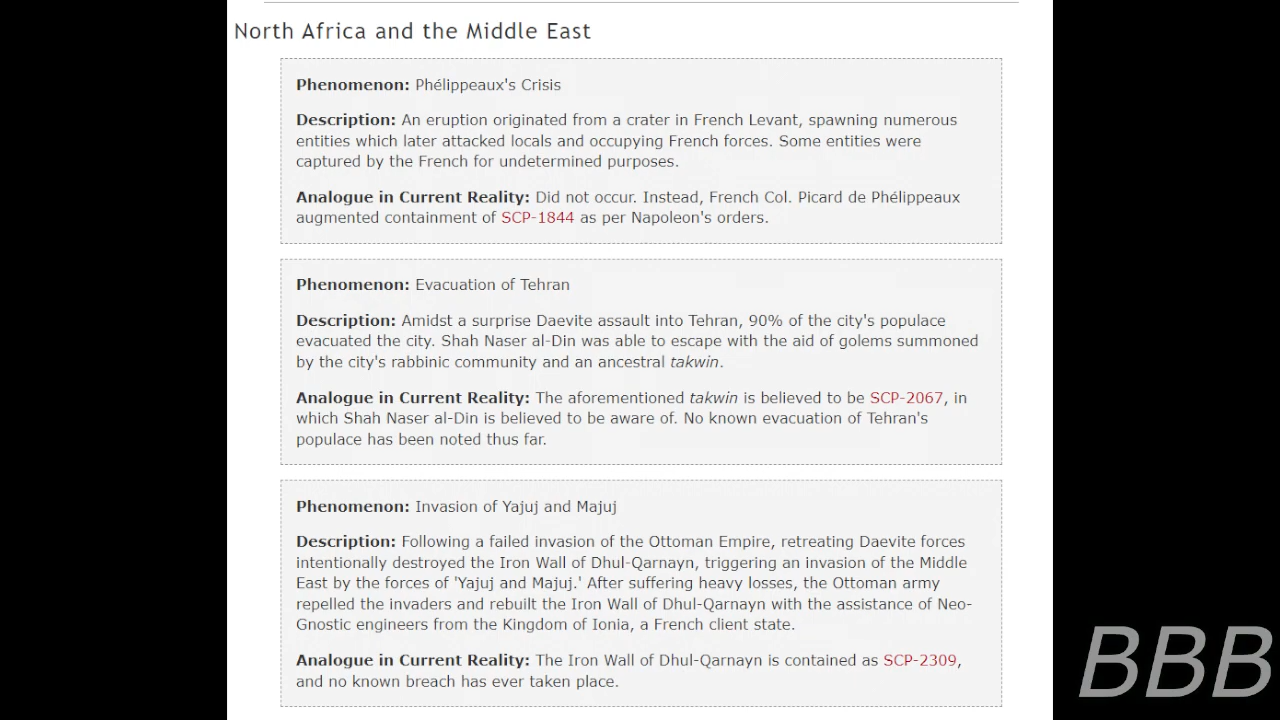 North Africa and the Middle East
Phenomenon: Phélippeaux's Crisis
Description: An eruption originated from a crater in French Levant, spawning numerous
entities which later attacked locals and occupying French forces. Some entities were
captured by the French for undetermined purposes.
Analogue in Current Reality: Did not occur. Instead, French Col. Picard de Phélippeaux
augmented containment of SCP-1844 as per Napoleon's orders.
Phenomenon: Evacuation of Tehran
Description: Amidst a surprise Daevite assault into Tehran, 90% of the city's populace
evacuated the city. Shah Naser al-Din was able to escape with the aid of golems summoned
by the city's rabbinic community and an ancestral takwin.
Analogue in Current Reality: The aforementioned takwin is believed to be SCP-2067, in
which Shah Naser al-Din is believed to be aware of. No known evacuation of Tehran's
populace has been noted thus far.
Phenomenon: Invasion of Yajuj and Majuj
Description: Following a failed invasion of the Ottoman Empire, retreating Daevite forces
intentionally destroyed the Iron Wall of Dhul-Qarnayn, triggering an invasion of the Middle
East by the forces of 'Yajuj and Majuj.' After suffering heavy losses, the Ottoman army
repelled the invaders and rebuilt the Iron Wall of Dhul-Qarnayn with the assistance of Neo-
Gnostic engineers from the Kingdom of Ionia, a French client state.
Analogue in Current Reality: The Iron Wall of Dhul-Qarnayn is contained as SCP-2309,
and no known breach has ever taken place.
BBB